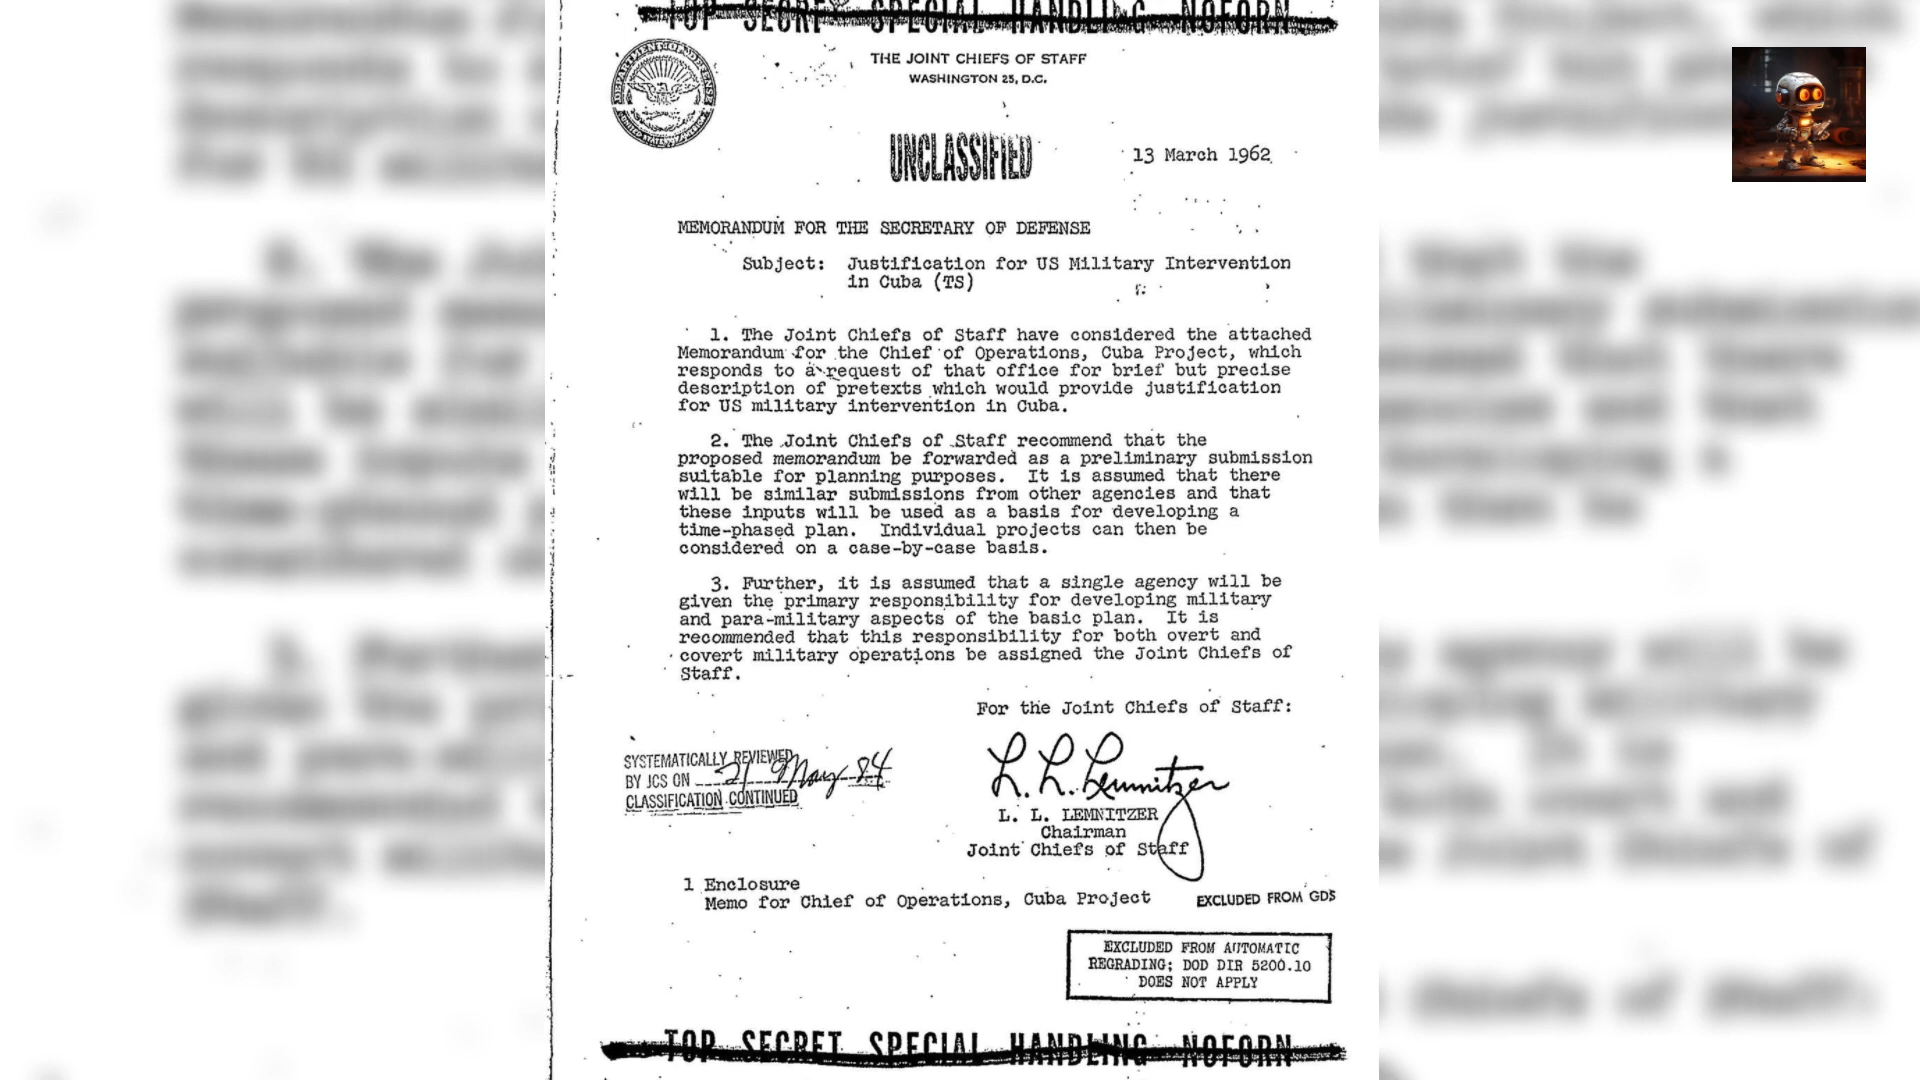 TOP SECRET SPECIAL HANDLING NOFORN
THE JOINT CHIEFS OF STAFF
WASHINGTON 25, D.C.
UNCLASSIFIED
13 March 1962
MEMORANDUM FOR THE SECRETARY OF DEFENSE
Subject: Justification for US Military Intervention
in Cuba (TS)
1. The Joint Chiefs of Staff have considered the attached
Memorandum for the Chief of Operations, Cuba Project, which
responds to a request of that office for brief but precise
description of pretexts which would provide justification
for US military intervention in Cuba.
2. The Joint Chiefs of Staff recommend that the
proposed memorandum be forwarded as a preliminary submission
suitable for planning purposes. It is assumed that there
will be similar submissions from other agencies and that
these inputs will be used as a basis for developing a
time-phased plan. Individual projects can then be
considered on a case-by-case basis.
3. Further, it is assumed that a single agency will be
given the primary responsibility for developing military
and para-military aspects of the basic plan. It is
recommended that this responsibility for both overt and
covert military operations be assigned the Joint Chiefs of
Staff.
For the Joint Chiefs of Staff:
SYSTEMATICALLY REVIEWED
BY JCS ON 21 May 84
CLASSIFICATION CONTINUED
L. L. Lemnitzer
L. L. LEMNITZER
Chairman
Joint Chiefs of Staff
1 Enclosure
Memo for Chief of Operations, Cuba Project
EXCLUDED FROM GDS
EXCLUDED FROM AUTOMATIC
REGRADING; DOD DIR 5200.10
DOES NOT APPLY
TOP SECRET SPECIAL HANDLING NOFORN